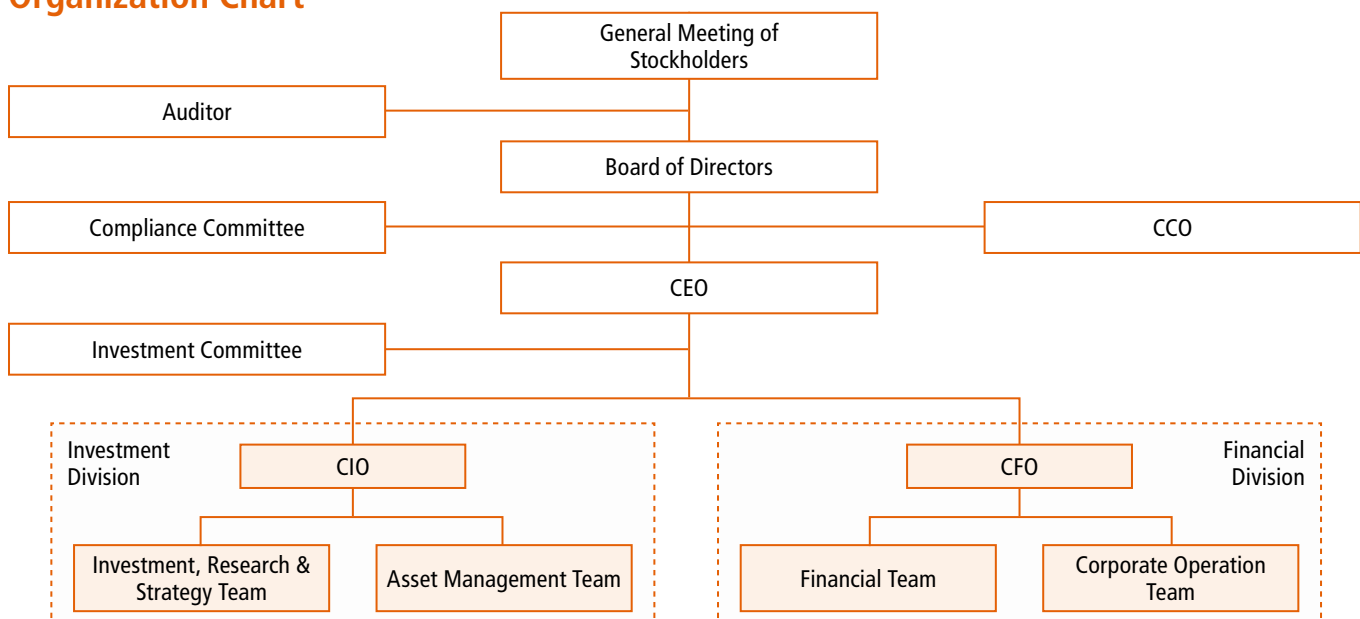 Organization Chart
General Meeting of
Stockholders
Auditor
Board of Directors
Compliance Committee
CCO
CEO
Investment Committee
Investment
Division
CIO
CFO
Financial
Division
Investment, Research &
Strategy Team
Asset Management Team
Financial Team
Corporate Operation
Team